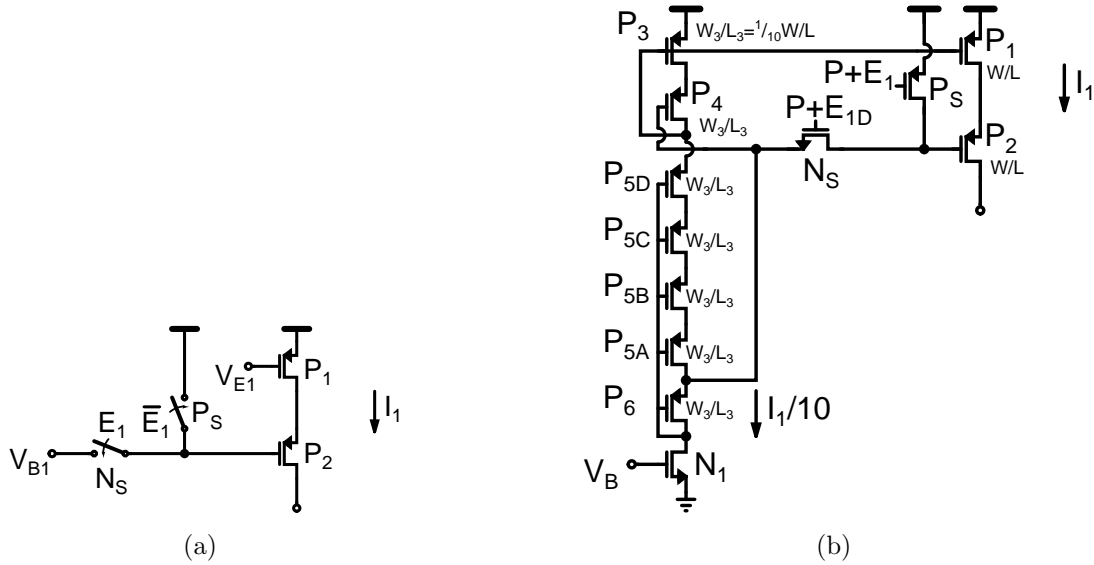 P3
W3/L3=1/10W/L
P1
W/L
I1
P+E1
PS
P4
W3/L3
P+E1D
NS
P2
W/L
P5D
W3/L3
P5C
W3/L3
P5B
W3/L3
P5A
W3/L3
P6
W3/L3
I1/10
VB
N1
VE1
P1
E̅1
PS
I1
E1
VB1
NS
P2
(a)
(b)